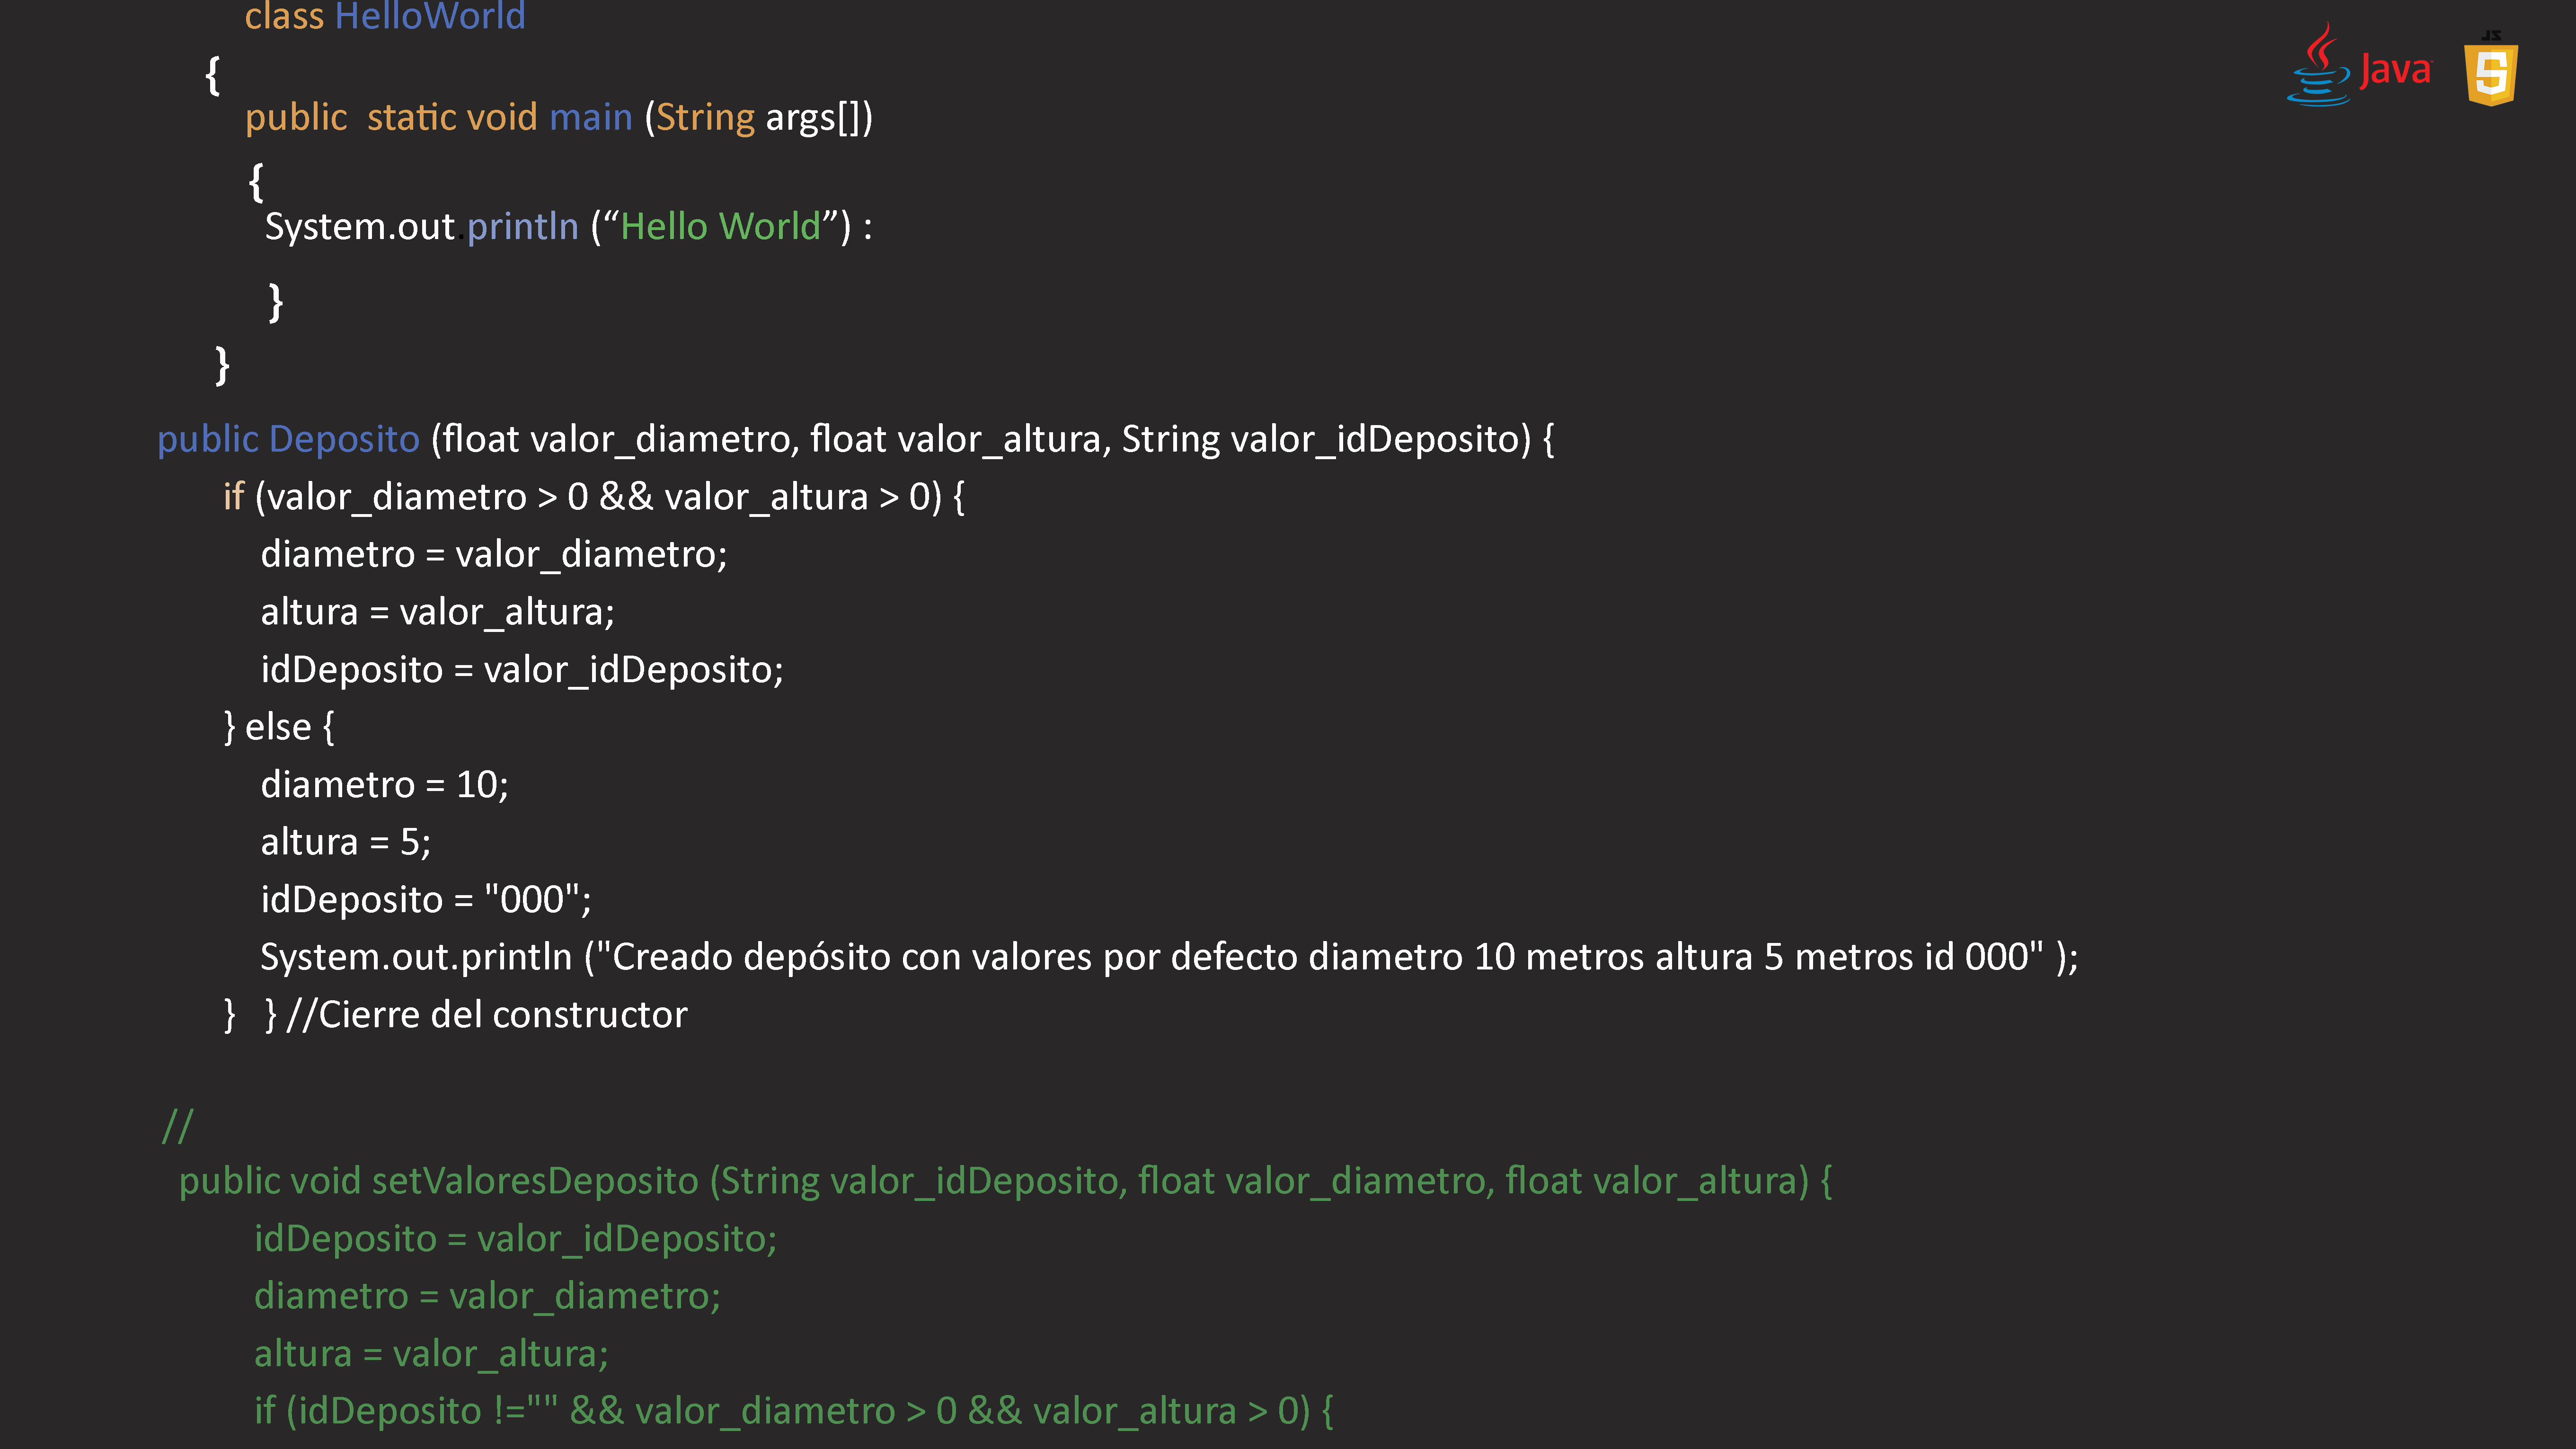 class HelloWorld
{
public static void main (String args[])
{
System.out.println (“Hello World”) :
}
}
public Deposito (float valor_diametro, float valor_altura, String valor_idDeposito) {
if (valor_diametro > 0 && valor_altura > 0) {
diametro = valor_diametro;
altura = valor_altura;
idDeposito = valor_idDeposito;
} else {
diametro = 10;
altura = 5;
idDeposito = "000";
System.out.println ("Creado depósito con valores por defecto diametro 10 metros altura 5 metros id 000" );
} } //Cierre del constructor
//
public void setValoresDeposito (String valor_idDeposito, float valor_diametro, float valor_altura) {
idDeposito = valor_idDeposito;
diametro = valor_diametro;
altura = valor_altura;
if (idDeposito !="" && valor_diametro > 0 && valor_altura > 0) {
Java
JS